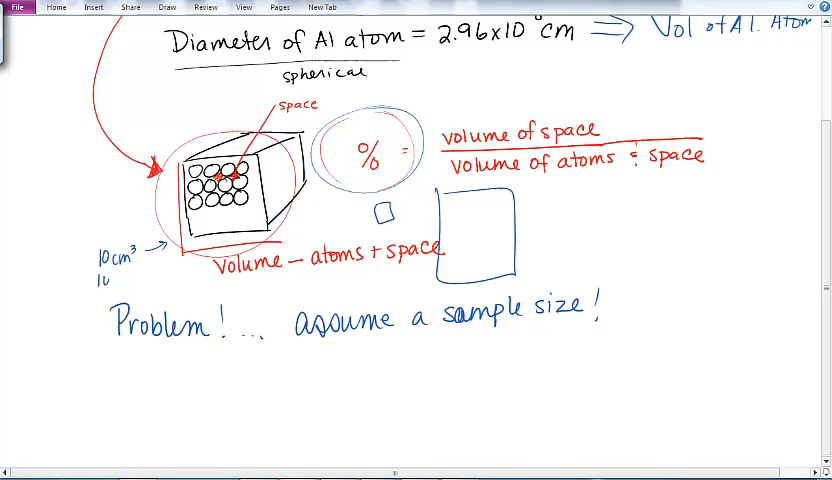 File Home Insert Share Draw Review View Pages New Tab
Diameter of Al atom = 2.96x10 cm ⇒ Vol of Al. Atom
spherical
space
% = volume of space
volume of atoms & space
10cm³
10
volume - atoms + space
Problem! ... assume a sample size!